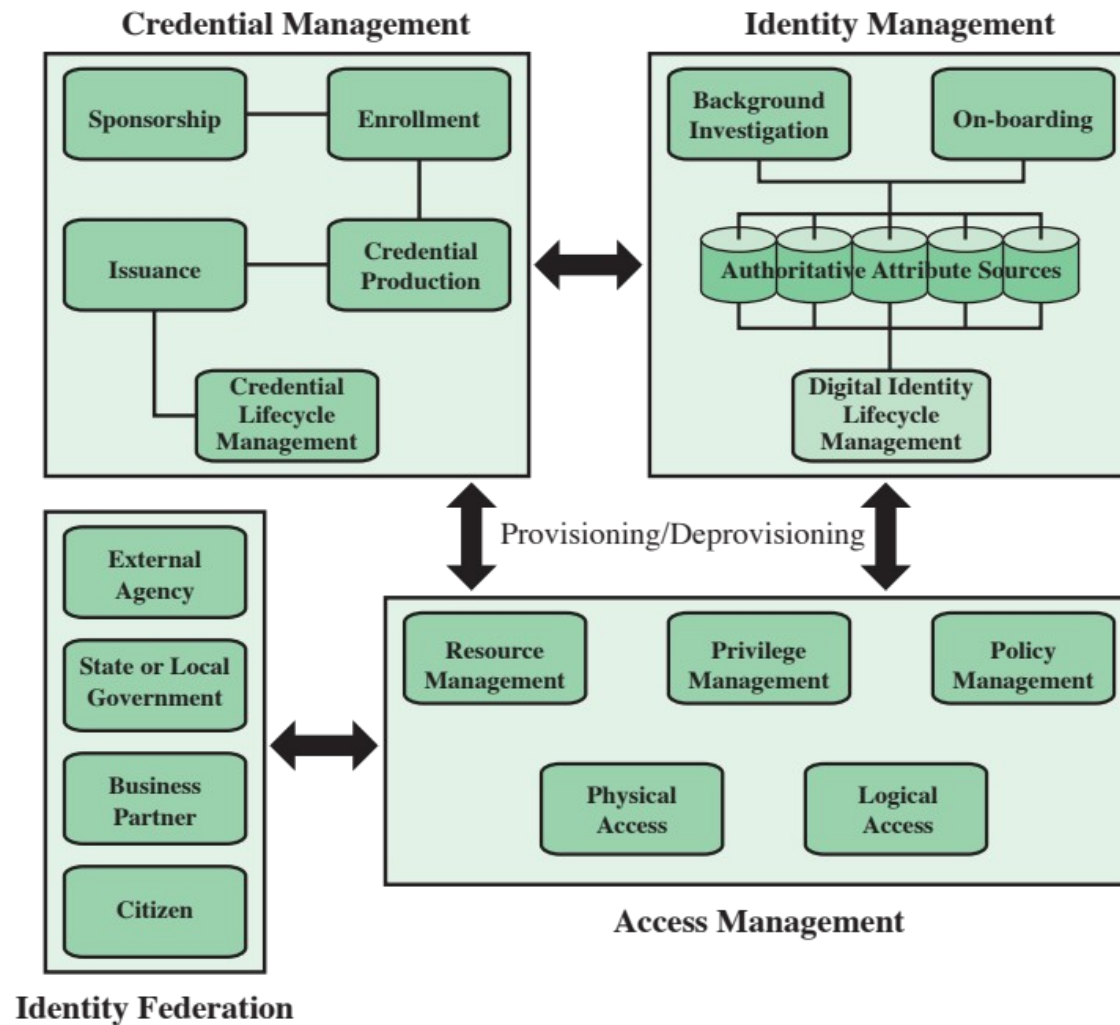 Credential Management
Sponsorship
Enrollment
Issuance
Credential
Production
Credential
Lifecycle
Management
Identity Management
Background
Investigation
On-boarding
Authoritative Attribute Sources
Digital Identity
Lifecycle
Management
Provisioning/Deprovisioning
External
Agency
State or Local
Government
Business
Partner
Citizen
Identity Federation
Resource
Management
Privilege
Management
Policy
Management
Physical
Access
Logical
Access
Access Management